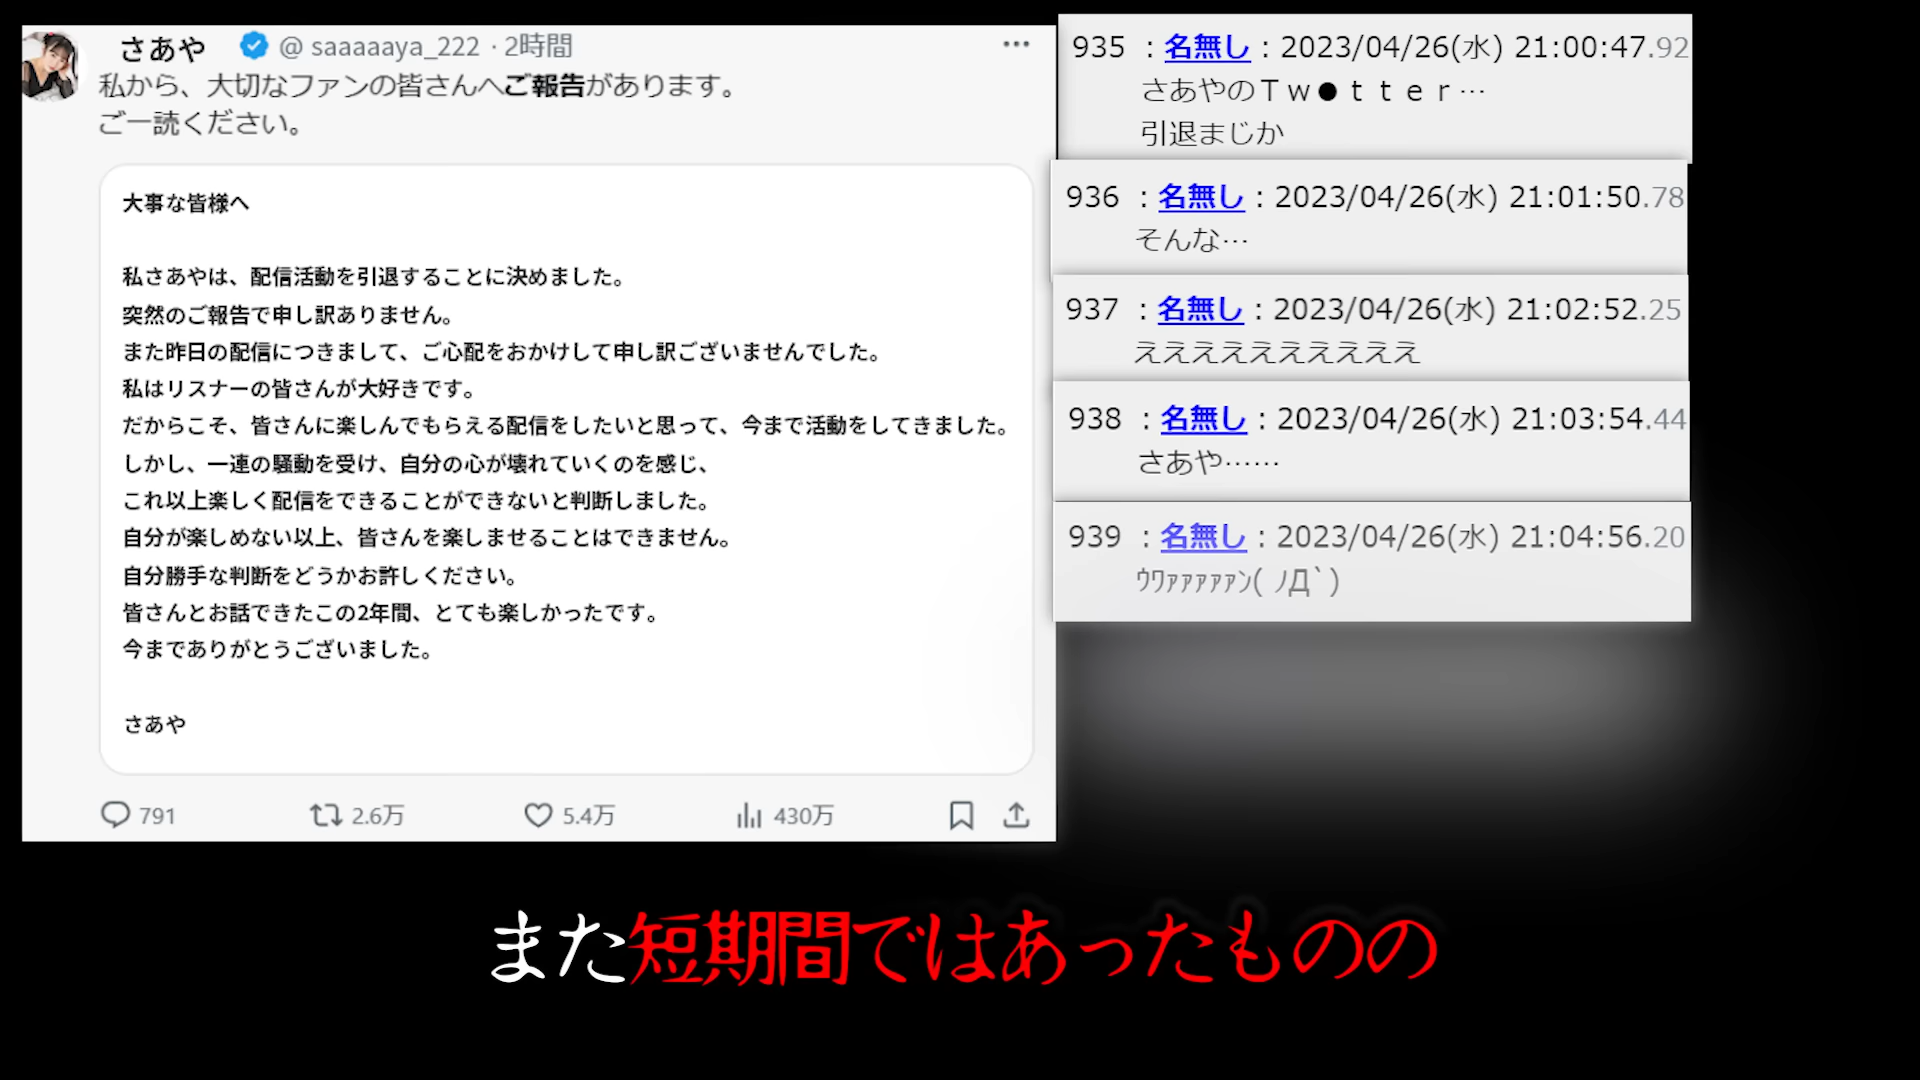 さあや @ saaaaaya_222 · 2時間
私から、大切なファンの皆さんへご報告があります。
ご一読ください。
大事な皆様へ
私さあやは、配信活動を引退することに決めました。
突然のご報告で申し訳ありません。
また昨日の配信につきまして、ご心配をおかけして申し訳ございませんでした。
私はリスナーの皆さんが大好きです。
だからこそ、皆さんに楽しんでもらえる配信をしたいと思って、今まで活動をしてきました。
しかし、一連の騒動を受け、自分の心が壊れていくのを感じ、
これ以上楽しく配信をできることができないと判断しました。
自分が楽しめない以上、皆さんを楽しませることはできません。
自分勝手な判断をどうかお許しください。
皆さんとお話できたこの2年間、とても楽しかったです。
今までありがとうございました。
さあや
791 2.6万 5.4万 430万
935 :名無し:2023/04/26(水) 21:00:47.92
さあやのＴｗ●ｔｔｅｒ…
引退まじか
936 :名無し:2023/04/26(水) 21:01:50.78
そんな…
937 :名無し:2023/04/26(水) 21:02:52.25
ええええええええええ
938 :名無し:2023/04/26(水) 21:03:54.44
さあや……
939 :名無し:2023/04/26(水) 21:04:56.20
ｳﾜｧｧｧｧｧﾝ( ﾉД`)
また短期間ではあったものの